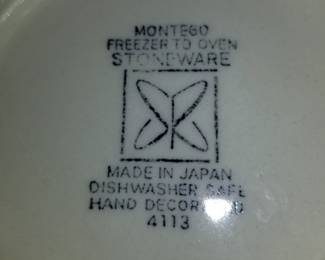 MONTEGO
FREEZER TO OVEN
STONEWARE
MADE IN JAPAN
DISHWASHER SAFE
HAND DECORATED
4113